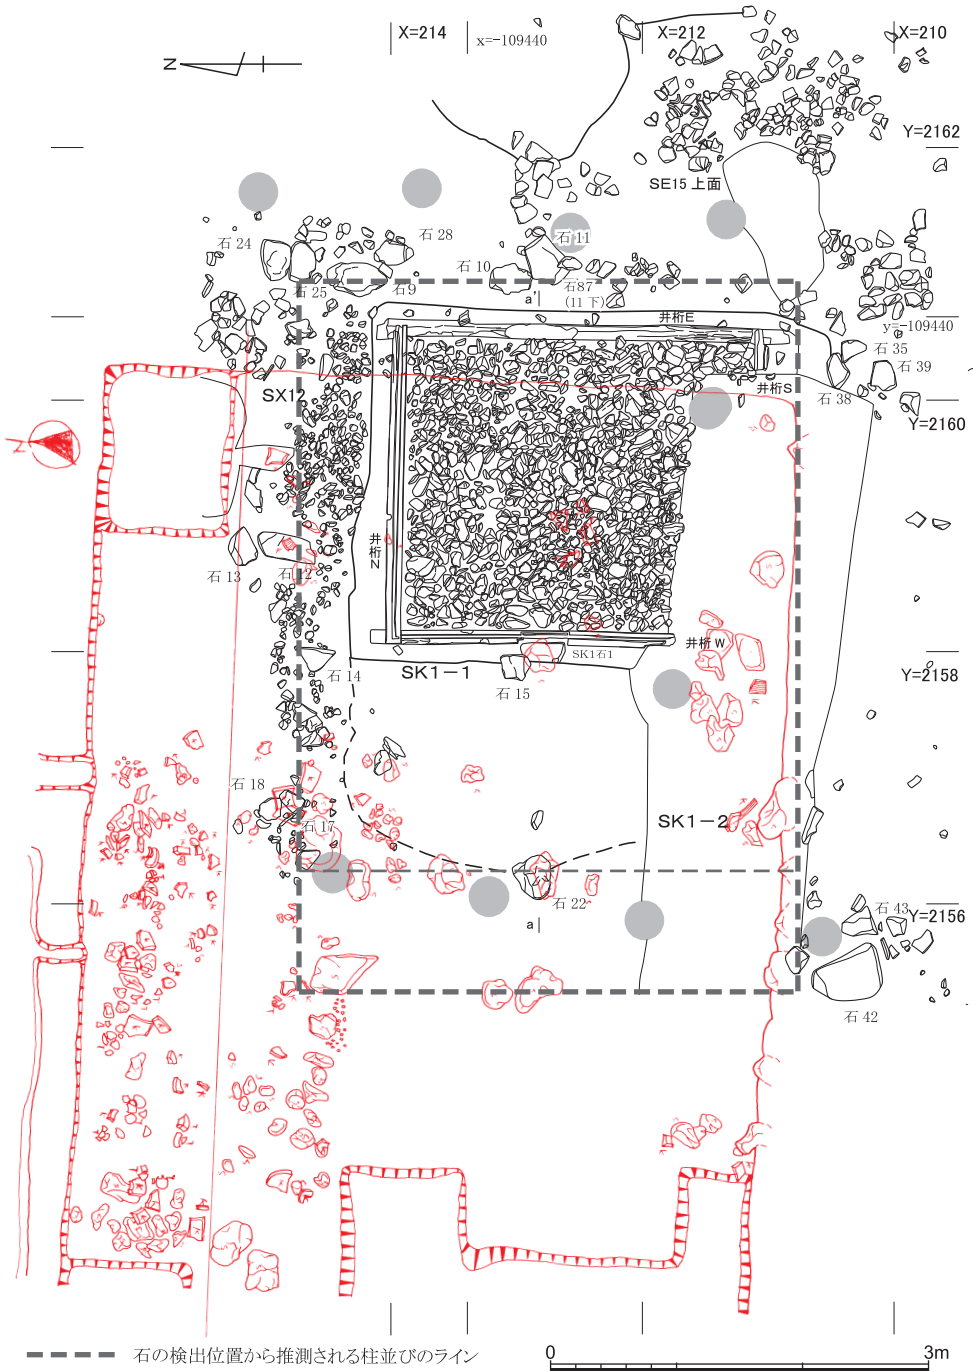 X=214
x=-109440
X=212
X=210
N
Y=2162
SE15 上面
石 24
石 28
石 11
石 10
石 25
石 9
石87
(11 下)
a'
井桁E
y=-109440
石 35
石 39
井桁S
石 38
SX12
Y=2160
N
井桁N
石 13
石 12
井桁 W
SK1石1
石 14
SK1-1
石 15
Y=2158
石 18
石 17
SK1-2
石 22
a
石 43
Y=2156
石 42
石の検出位置から推測される柱並びのライン
0
3m